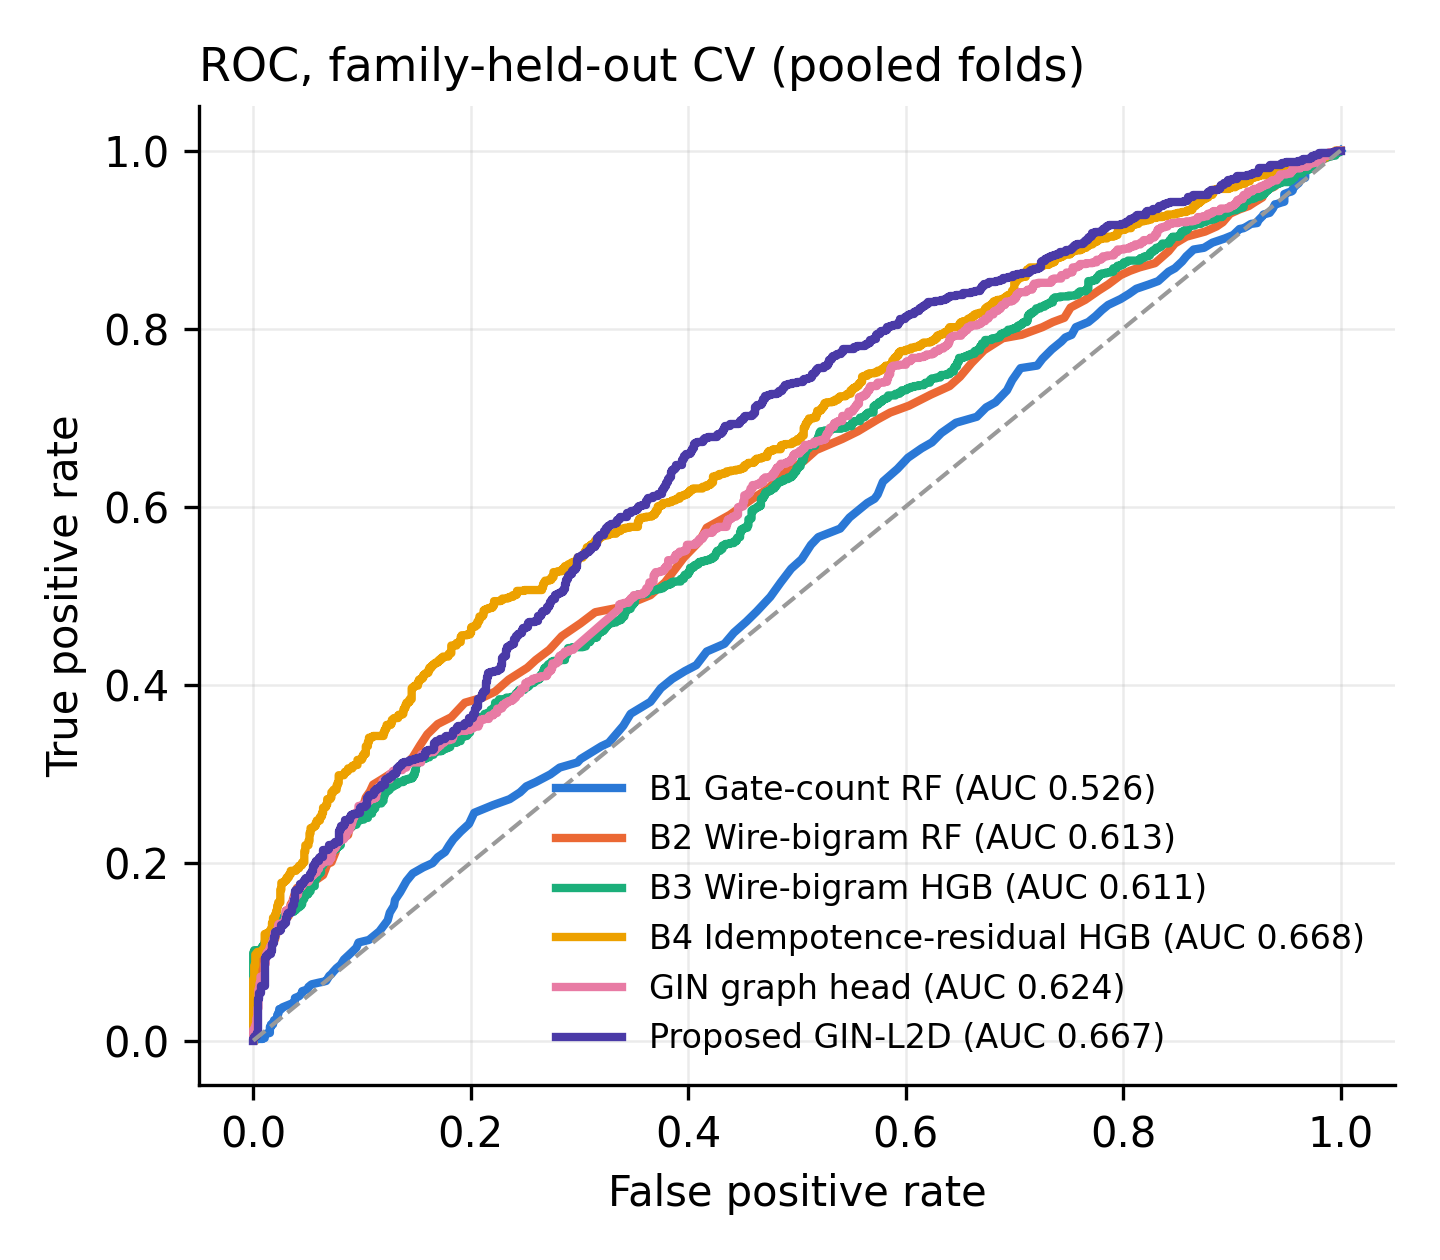 ROC, family-held-out CV (pooled folds)
1.0
0.8
0.6
0.4
0.2
0.0
True positive rate
B1 Gate-count RF (AUC 0.526)
B2 Wire-bigram RF (AUC 0.613)
B3 Wire-bigram HGB (AUC 0.611)
B4 Idempotence-residual HGB (AUC 0.668)
GIN graph head (AUC 0.624)
Proposed GIN-L2D (AUC 0.667)
0.0 0.2 0.4 0.6 0.8 1.0
False positive rate